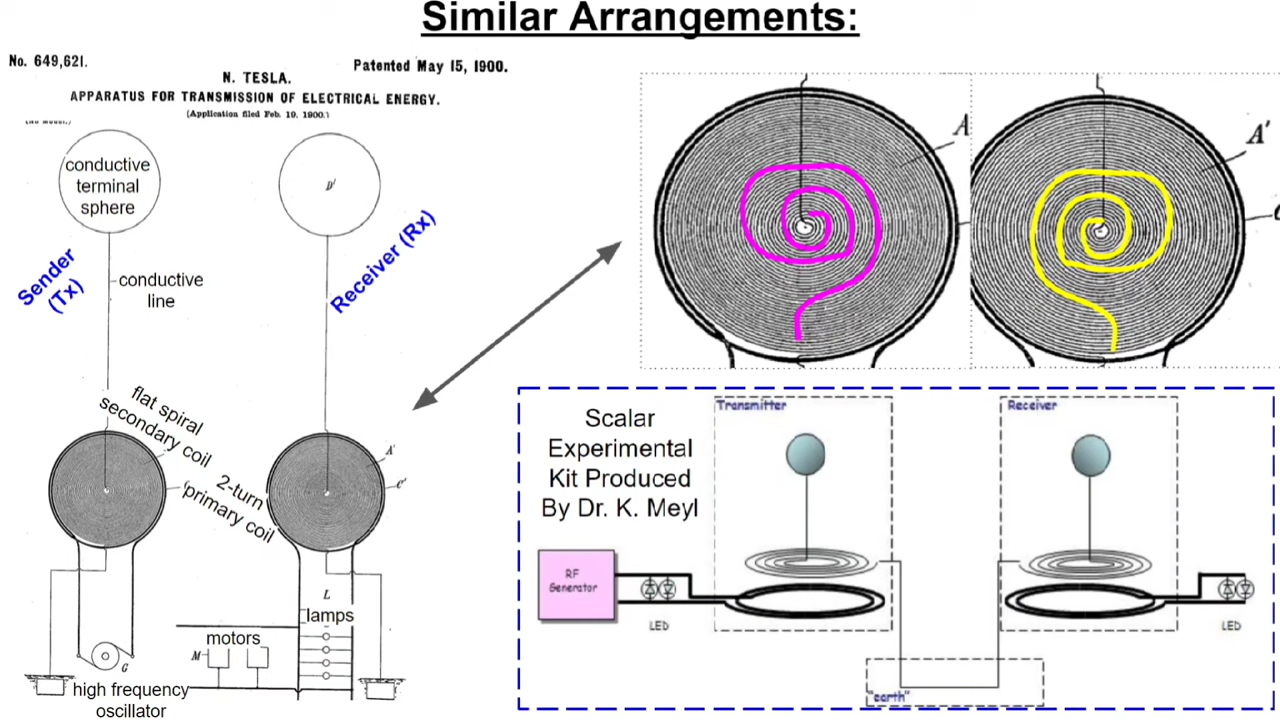 Similar Arrangements:
No. 649,621.
Patented May 15, 1900.
N. TESLA.
APPARATUS FOR TRANSMISSION OF ELECTRICAL ENERGY.
(Application filed Feb. 19, 1900.)
conductive
terminal
sphere
D'
Sender
(Tx)
conductive
line
Receiver (Rx)
A
A'
C
flat spiral
secondary coil
2-turn
primary coil
A'
C'
L
lamps
motors
M
G
high frequency
oscillator
Scalar
Experimental
Kit Produced
By Dr. K. Meyl
Transmitter
Receiver
RF
Generator
LED
LED
"earth"